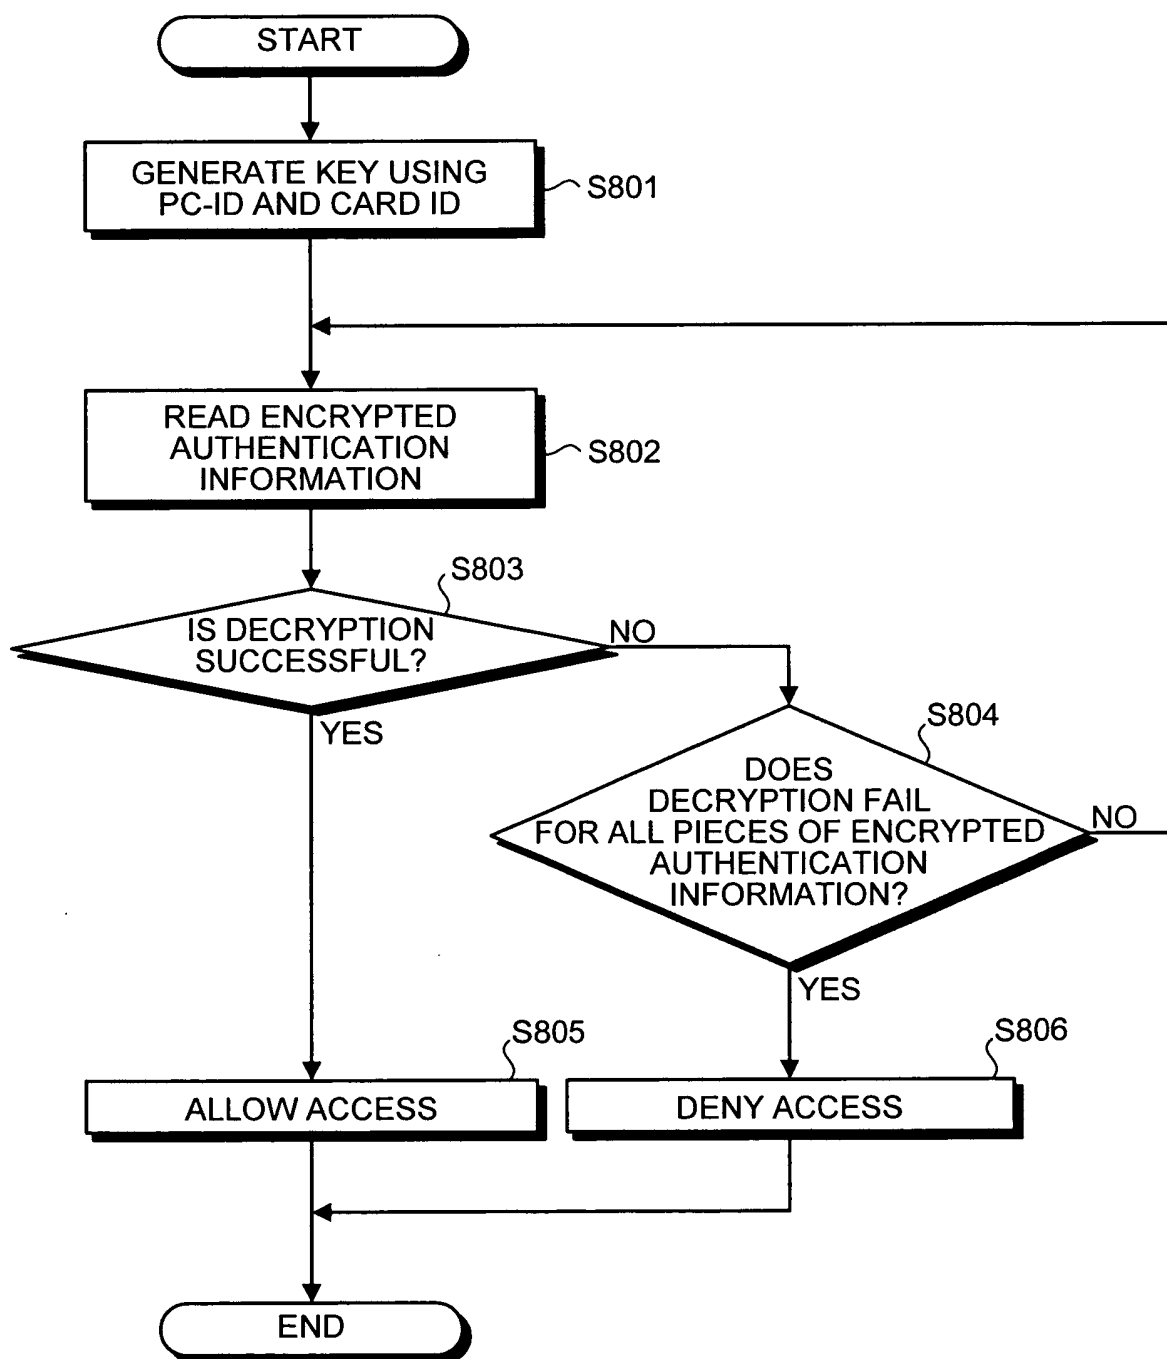 START
GENERATE KEY USING
PC-ID AND CARD ID
S801
READ ENCRYPTED
AUTHENTICATION
INFORMATION
S802
S803
IS DECRYPTION
SUCCESSFUL?
NO
YES
S804
DOES
DECRYPTION FAIL
FOR ALL PIECES OF ENCRYPTED
AUTHENTICATION
INFORMATION?
NO
YES
S805
ALLOW ACCESS
S806
DENY ACCESS
END